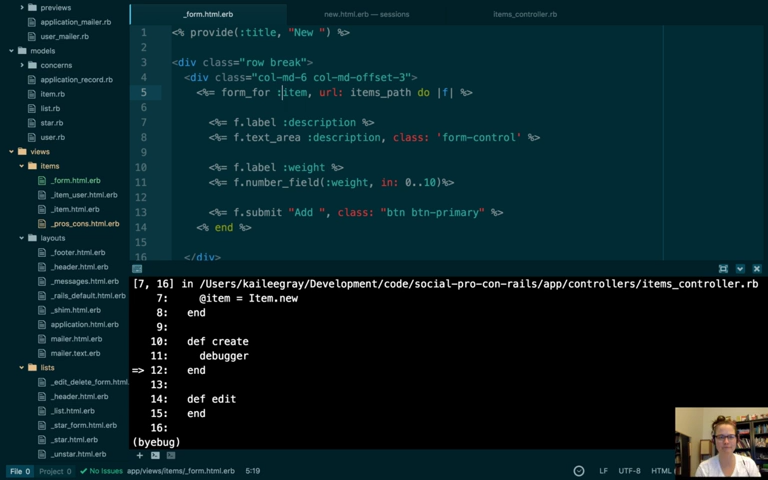 previews
application_mailer.rb
user_mailer.rb
models
concerns
application_record.rb
item.rb
list.rb
star.rb
user.rb
views
items
_form.html.erb
_item_user.html.erb
_item.html.erb
_pros_cons.html.erb
layouts
_footer.html.erb
_header.html.erb
_messages.html.erb
_rails_default.html.erb
_shim.html.erb
application.html.erb
mailer.html.erb
mailer.text.erb
lists
_edit_delete_form.html.
_header.html.erb
_list.html.erb
_star_form.html.erb
_star.html.erb
_unstar.html.erb
_form.html.erb
new.html.erb — sessions
items_controller.rb
1 <% provide(:title, "New ") %>
2
3 <div class="row break">
4 <div class="col-md-6 col-md-offset-3">
5 <%= form_for :item, url: items_path do |f| %>
6
7 <%= f.label :description %>
8 <%= f.text_area :description, class: 'form-control' %>
9
10 <%= f.label :weight %>
11 <%= f.number_field(:weight, in: 0..10)%>
12
13 <%= f.submit "Add ", class: "btn btn-primary" %>
14 <% end %>
15
16 </div>
[7, 16] in /Users/kaileegray/Development/code/social-pro-con-rails/app/controllers/items_controller.rb
7: @item = Item.new
8: end
9:
10: def create
11: debugger
=> 12: end
13:
14: def edit
15: end
16:
(byebug)
File 0 Project 0 No Issues app/views/items/_form.html.erb 5:19 LF UTF-8 HTML